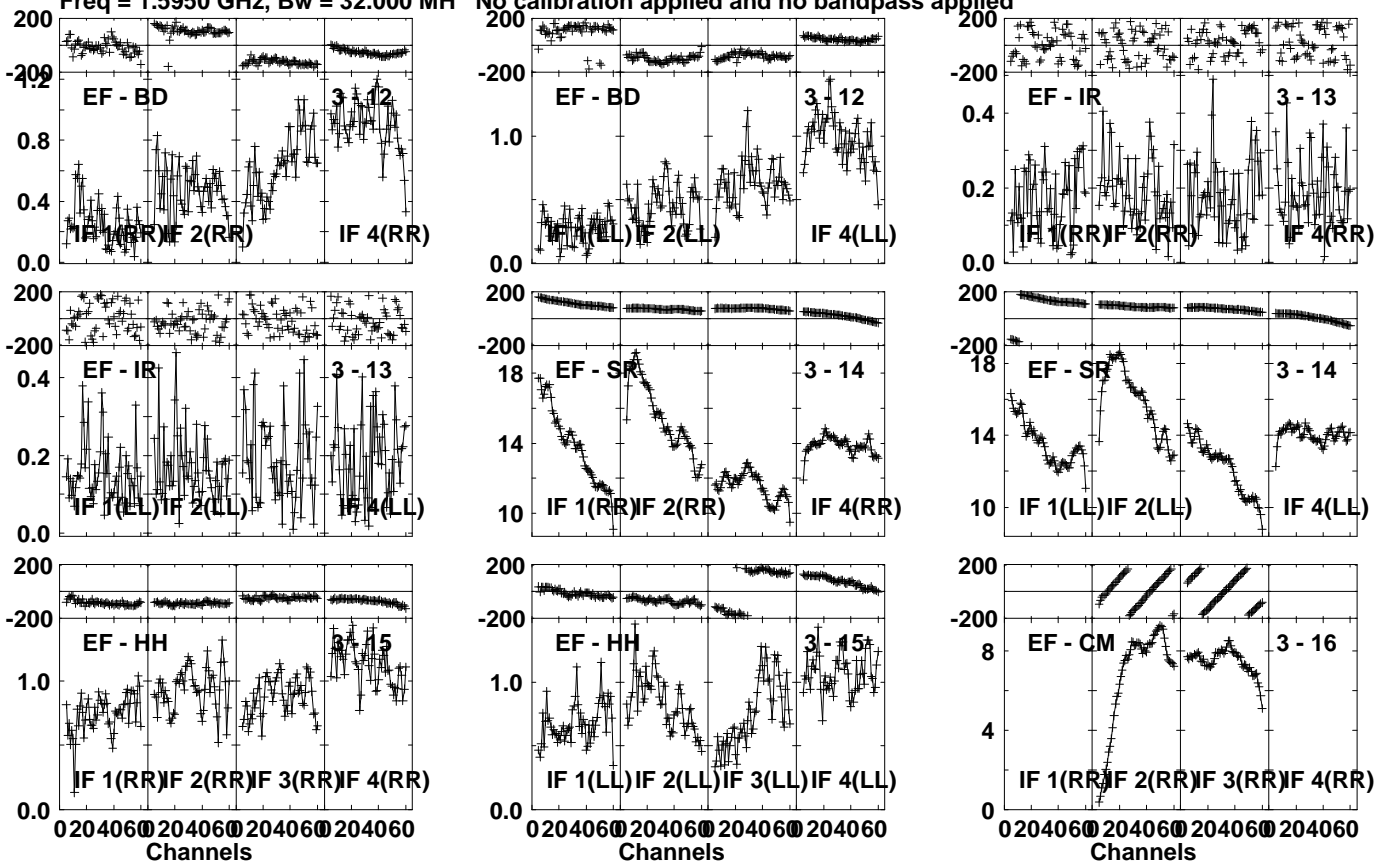 Freq = 1.5950 GHz, Bw = 32.000 MH No calibration applied and no bandpass applied
200
-200
1.2
0.8
0.4
0.0
EF - BD
3 - 12
IF 1(RR)
IF 2(RR)
IF 4(RR)
200
-200
1.0
0.0
EF - BD
3 - 12
IF 1(LL)
IF 2(LL)
IF 4(LL)
200
-200
0.4
0.2
0.0
EF - IR
3 - 13
IF 1(RR)
IF 2(RR)
IF 4(RR)
200
-200
0.4
0.2
0.0
EF - IR
3 - 13
IF 1(LL)
IF 2(LL)
IF 4(LL)
200
-200
18
14
10
EF - SR
3 - 14
IF 1(RR)
IF 2(RR)
IF 4(RR)
200
-200
18
14
10
EF - SR
3 - 14
IF 1(LL)
IF 2(LL)
IF 4(LL)
200
-200
1.0
0.0
EF - HH
3 - 15
IF 1(RR)
IF 2(RR)
IF 3(RR)
IF 4(RR)
0 20 40 60 0 20 40 60 0 20 40 60 0 20 40 60
Channels
200
-200
1.0
0.0
EF - HH
3 - 15
IF 1(LL)
IF 2(LL)
IF 3(LL)
IF 4(LL)
0 20 40 60 0 20 40 60 0 20 40 60 0 20 40 60
Channels
200
-200
8
4
0
EF - CM
3 - 16
IF 1(RR)
IF 2(RR)
IF 3(RR)
IF 4(RR)
0 20 40 60 0 20 40 60 0 20 40 60 0 20 40 60
Channels